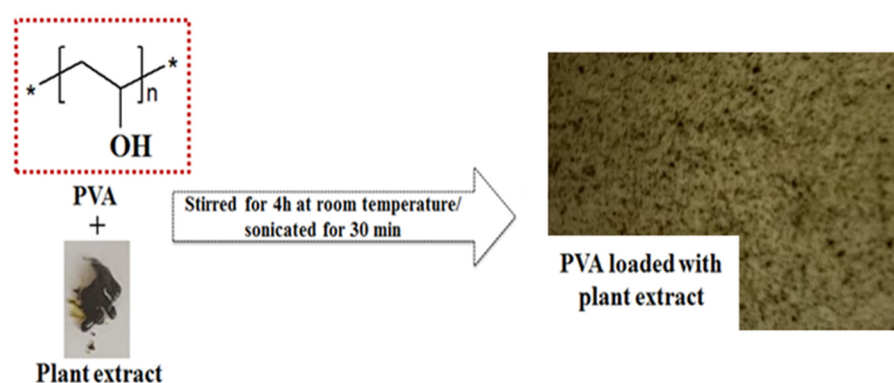 *
*
n
OH
PVA
+
Plant extract
Stirred for 4h at room temperature/
sonicated for 30 min
PVA loaded with
plant extract